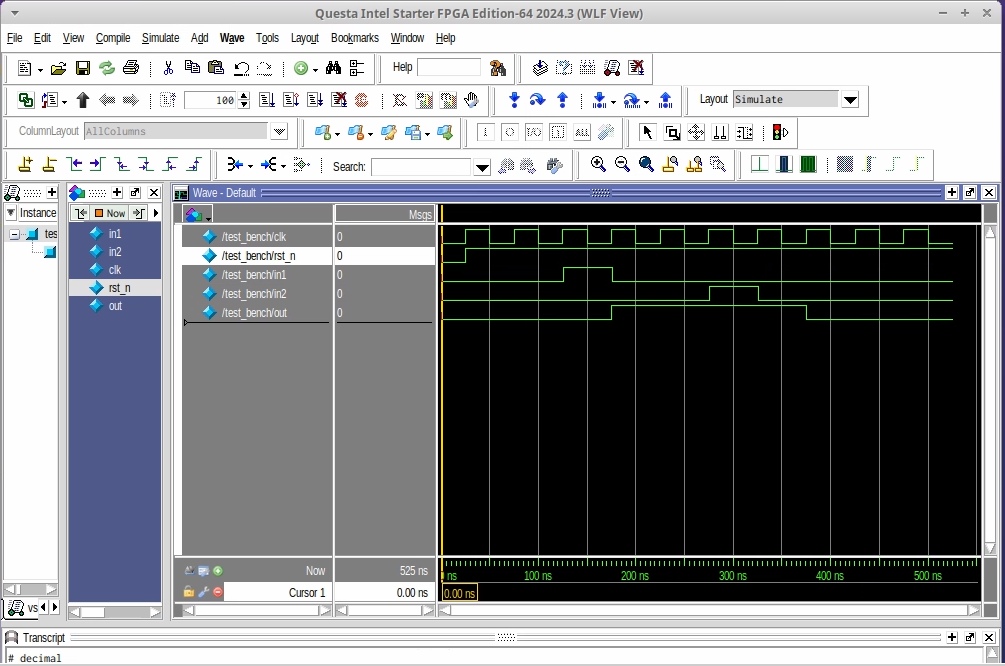 Questa Intel Starter FPGA Edition-64 2024.3 (WLF View)
File Edit View Compile Simulate Add Wave Tools Layout Bookmarks Window Help
Help
100 Layout Simulate
ColumnLayout AllColumns I O I/O ALL
Search:
Wave - Default
Instance Now Msgs
tes
in1
in2
clk
rst_n
out
/test_bench/clk 0
/test_bench/rst_n 0
/test_bench/in1 0
/test_bench/in2 0
/test_bench/out 0
Now 525 ns ns 100 ns 200 ns 300 ns 400 ns 500 ns
Cursor 1 0.00 ns 0.00 ns
vs
Transcript
# decimal